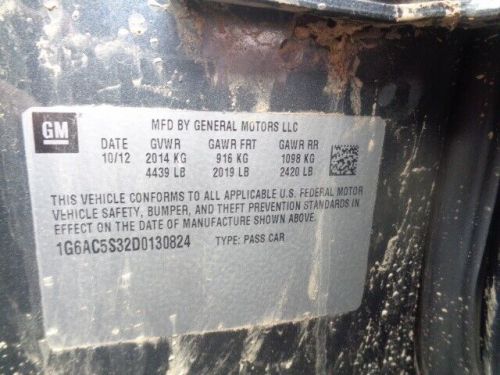 GM
MFD BY GENERAL MOTORS LLC
DATE GVWR GAWR FRT GAWR RR
10/12 2014 KG 916 KG 1098 KG
4439 LB 2019 LB 2420 LB
THIS VEHICLE CONFORMS TO ALL APPLICABLE U.S. FEDERAL MOTOR
VEHICLE SAFETY, BUMPER, AND THEFT PREVENTION STANDARDS IN
EFFECT ON THE DATE OF MANUFACTURE SHOWN ABOVE.
1G6AC5S32D0130824 TYPE: PASS CAR